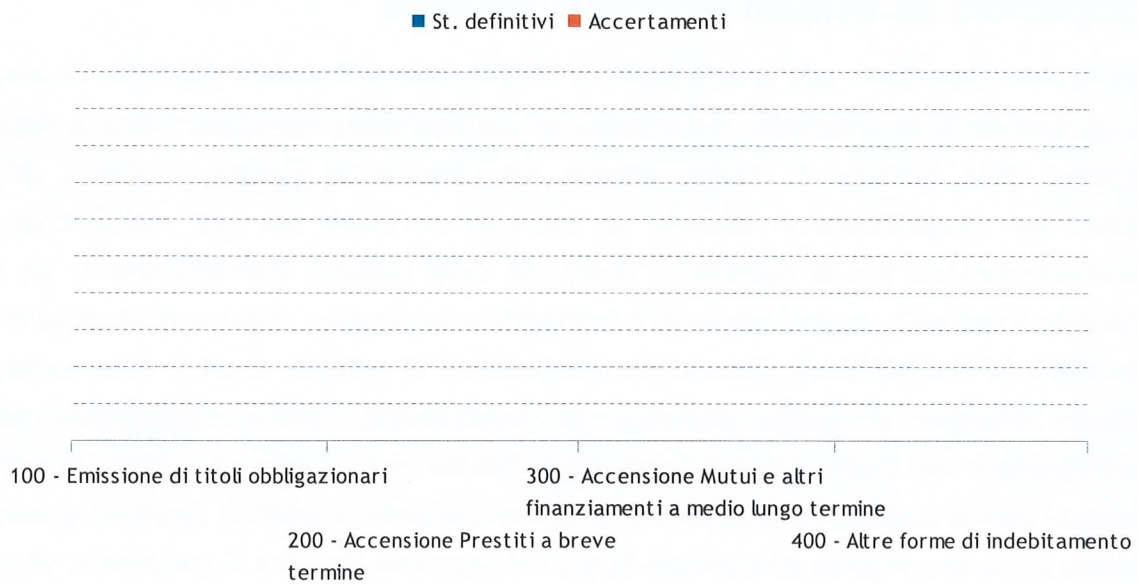 St. definitivi Accertamenti
100 - Emissione di titoli obbligazionari
200 - Accensione Prestiti a breve
termine
300 - Accensione Mutui e altri
finanziamenti a medio lungo termine
400 - Altre forme di indebitamento